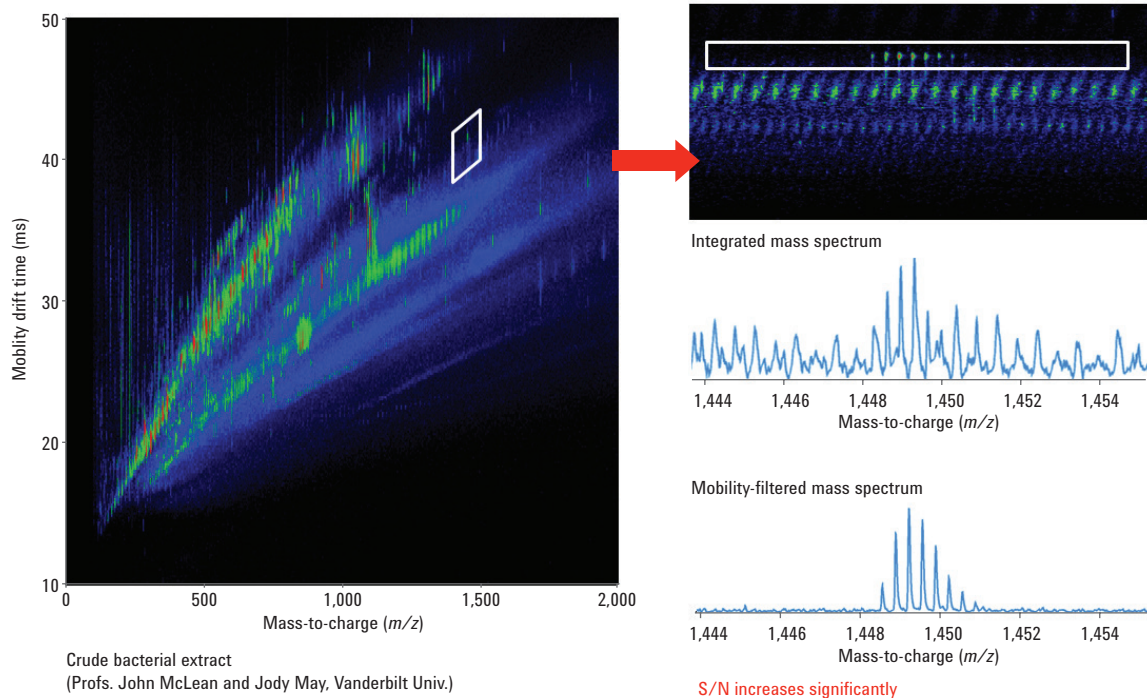 50
40
30
20
10
Moblity drift time (ms)
0 500 1,000 1,500 2,000
Mass-to-charge (m/z)
Crude bacterial extract
(Profs. John McLean and Jody May, Vanderbilt Univ.)
Integrated mass spectrum
1,444 1,446 1,448 1,450 1,452 1,454
Mass-to-charge (m/z)
Mobility-filtered mass spectrum
1,444 1,446 1,448 1,450 1,452 1,454
Mass-to-charge (m/z)
S/N increases significantly